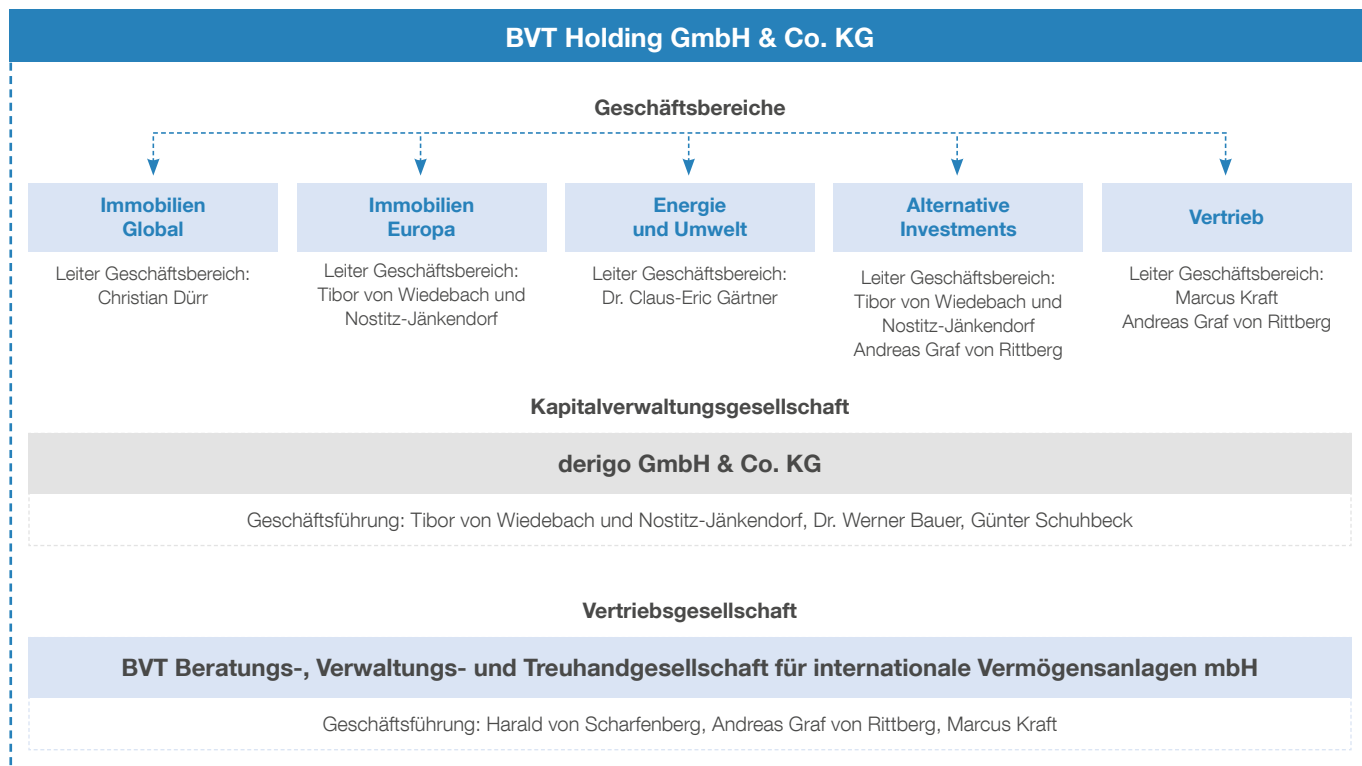 BVT Holding GmbH & Co. KG
Geschäftsbereiche
Immobilien
Global
Leiter Geschäftsbereich:
Christian Dürr
Immobilien
Europa
Leiter Geschäftsbereich:
Tibor von Wiedebach und
Nostitz-Jänkendorf
Energie
und Umwelt
Leiter Geschäftsbereich:
Dr. Claus-Eric Gärtner
Alternative
Investments
Leiter Geschäftsbereich:
Tibor von Wiedebach und
Nostitz-Jänkendorf
Andreas Graf von Rittberg
Vertrieb
Leiter Geschäftsbereich:
Marcus Kraft
Andreas Graf von Rittberg
Kapitalverwaltungsgesellschaft
derigo GmbH & Co. KG
Geschäftsführung: Tibor von Wiedebach und Nostitz-Jänkendorf, Dr. Werner Bauer, Günter Schuhbeck
Vertriebsgesellschaft
BVT Beratungs-, Verwaltungs- und Treuhandgesellschaft für internationale Vermögensanlagen mbH
Geschäftsführung: Harald von Scharfenberg, Andreas Graf von Rittberg, Marcus Kraft